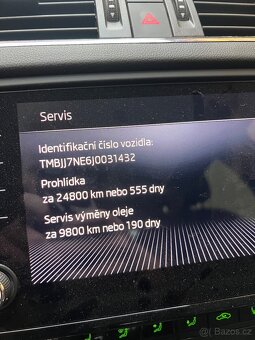 Servis
Identifikační číslo vozidla:
TMBJJ7NE6J0031432
Prohlídka
za 24800 km nebo 555 dny
Servis výměny oleje
za 9800 km nebo 190 dny
Sbazos.cz